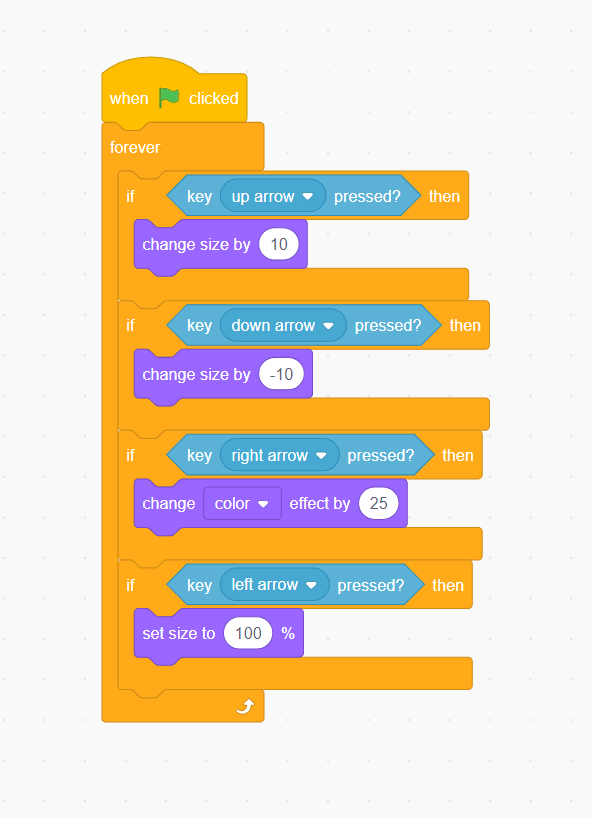 when clicked
forever
if key up arrow pressed? then
change size by 10
if key down arrow pressed? then
change size by -10
if key right arrow pressed? then
change color effect by 25
if key left arrow pressed? then
set size to 100 %